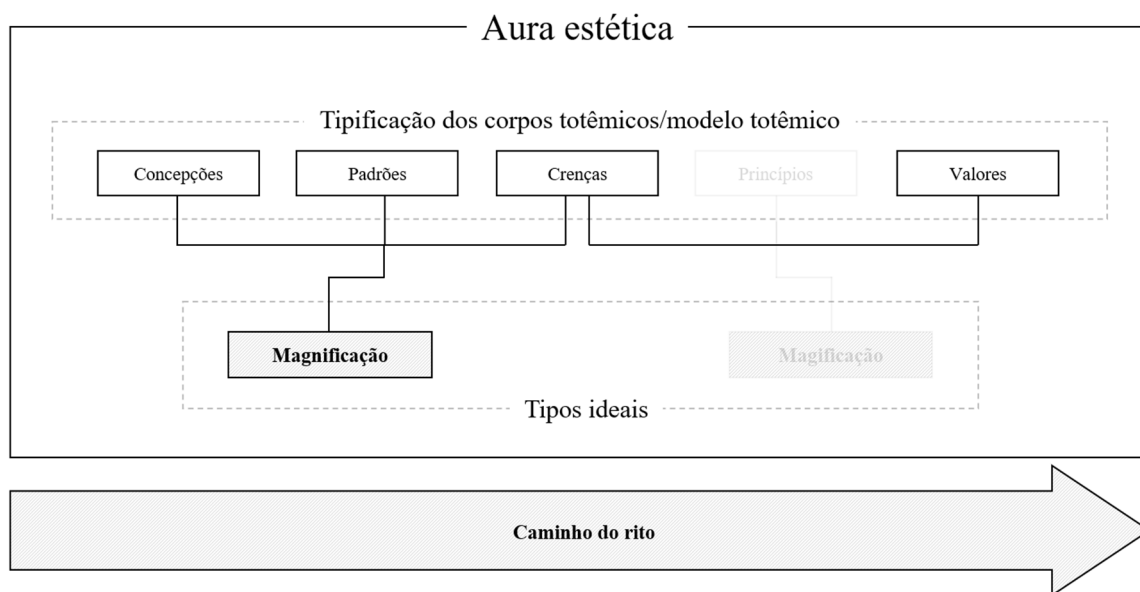 Aura estética
Tipificação dos corpos totêmicos/modelo totêmico
Concepções
Padrões
Crenças
Princípios
Valores
Magnificação
Magificação
Tipos ideais
Caminho do rito